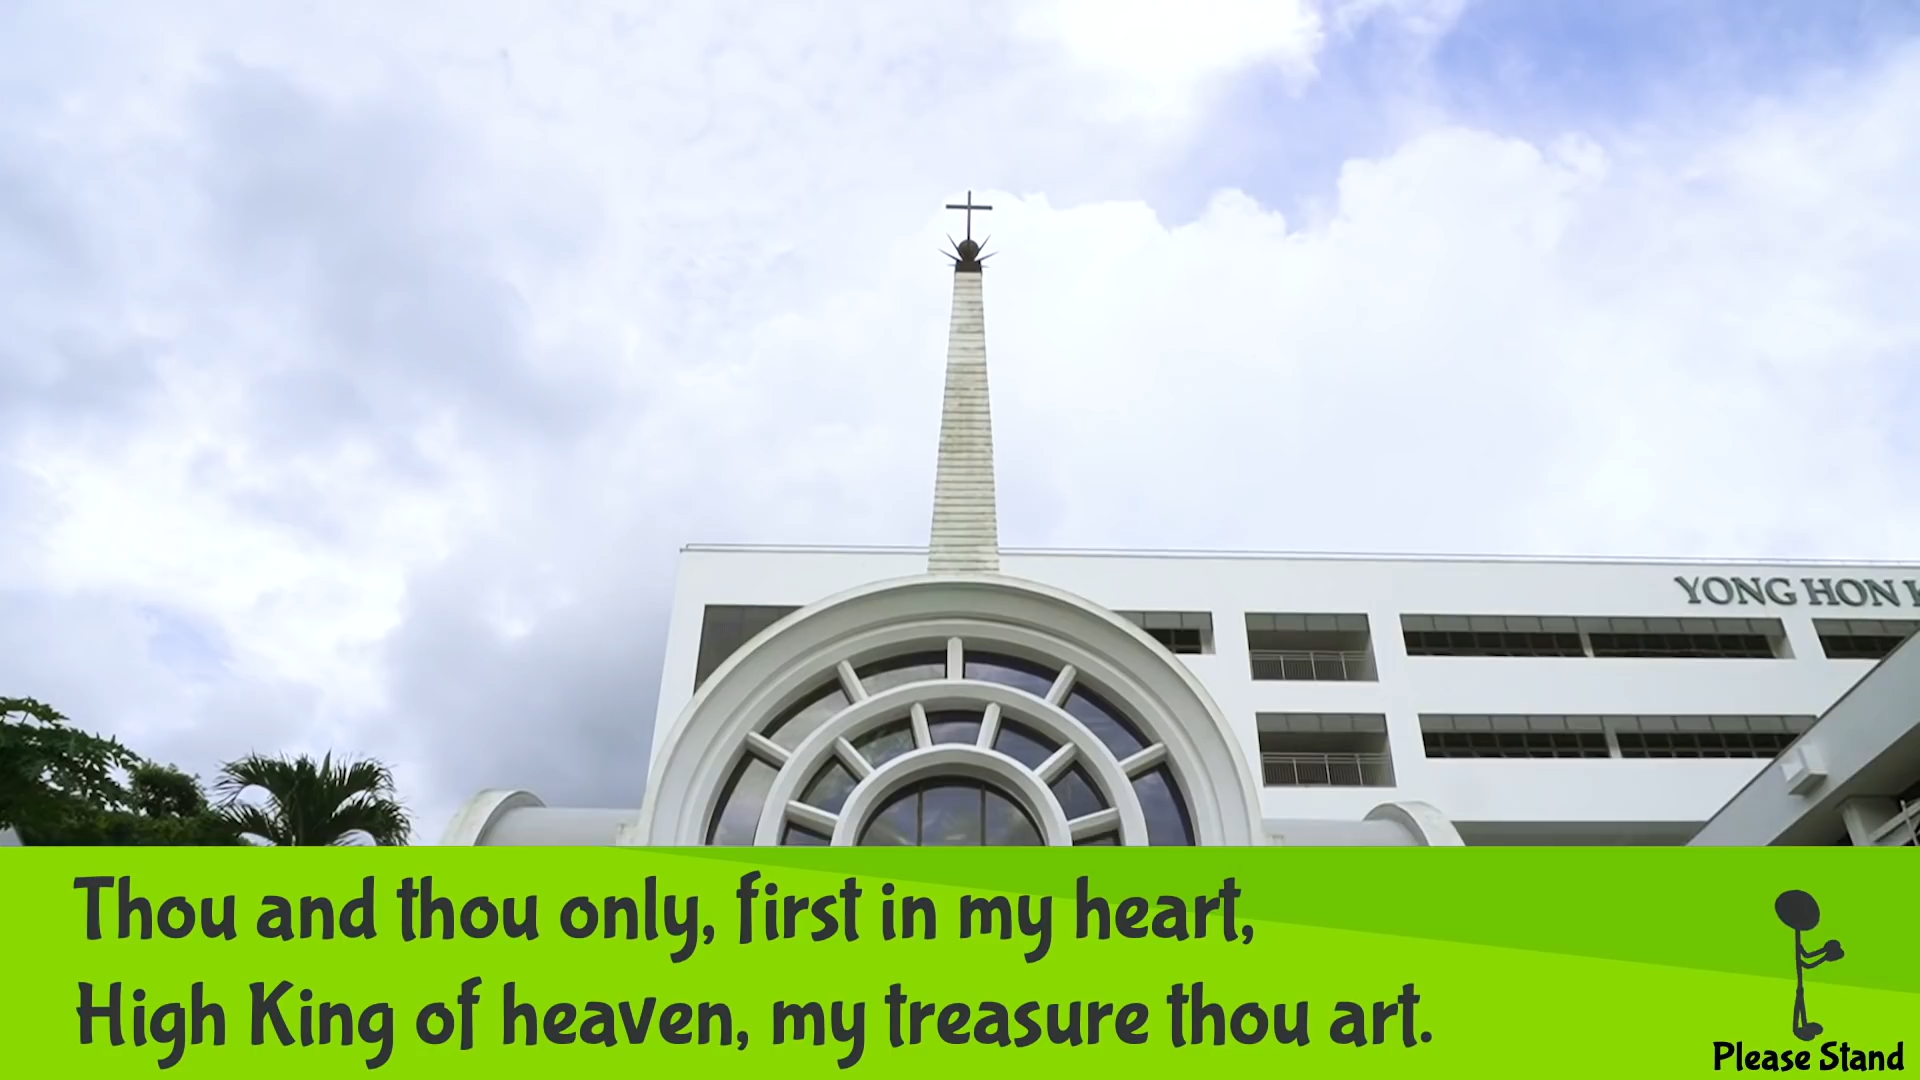 YONG HON
Thou and thou only, first in my heart,
High King of heaven, my treasure thou art.
Please Stand